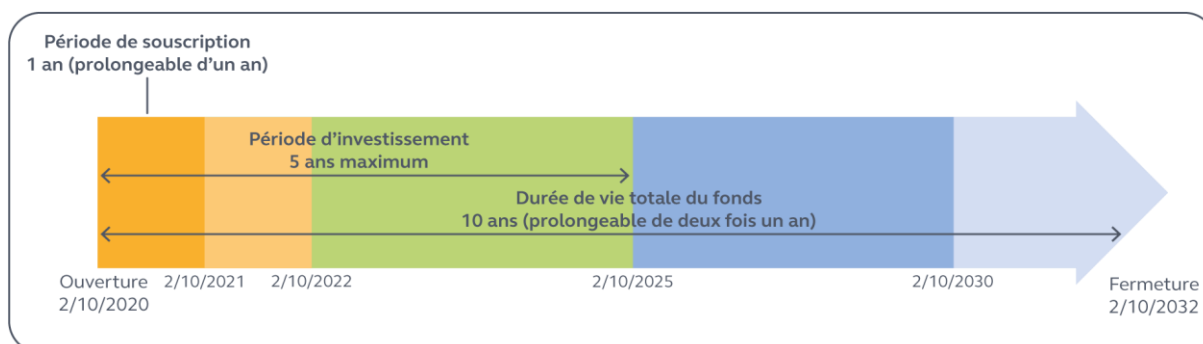 Période de souscription
1 an (prolongeable d'un an)
Période d'investissement
5 ans maximum
Durée de vie totale du fonds
10 ans (prolongeable de deux fois un an)
Ouverture
2/10/2020
2/10/2021
2/10/2022
2/10/2025
2/10/2030
Fermeture
2/10/2032